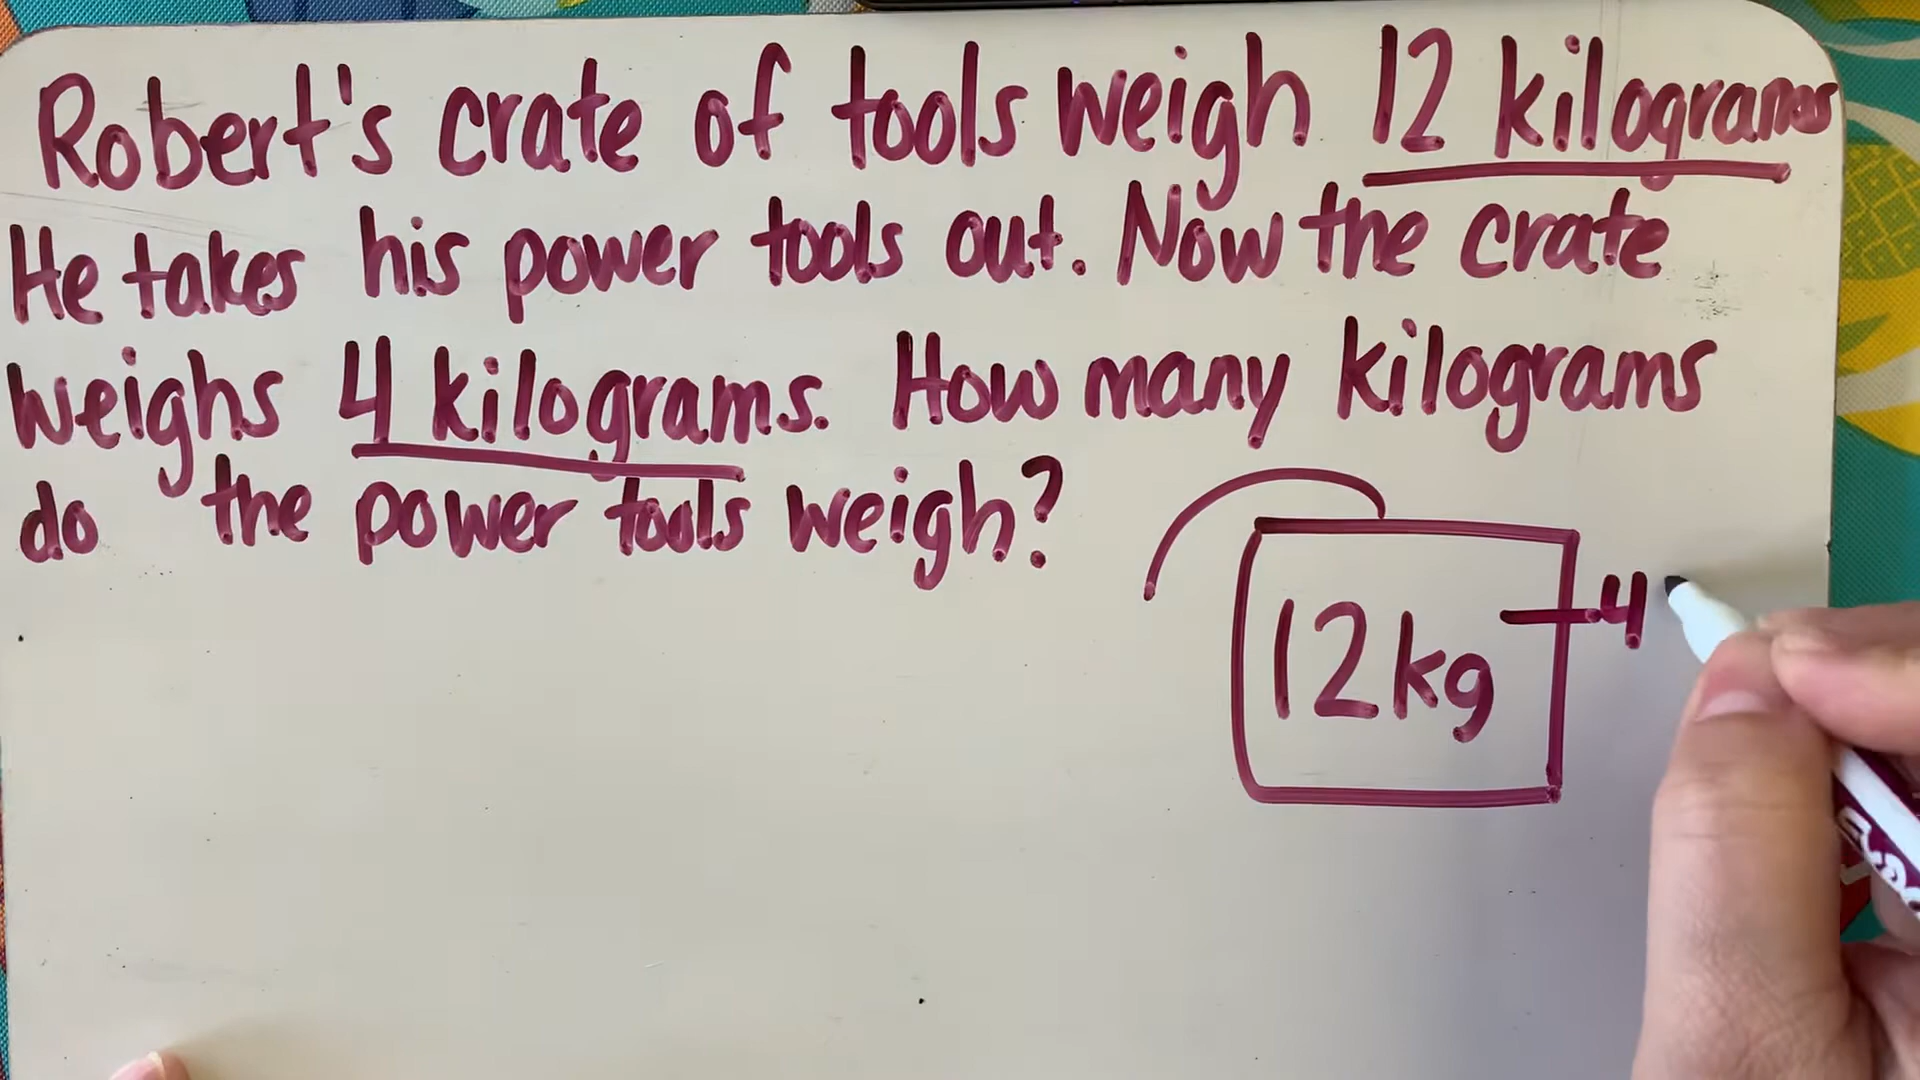 Robert's crate of tools weigh 12 kilograms
He takes his power tools out. Now the crate
weighs 4 kilograms. How many kilograms
do the power tools weigh?
12kg
4